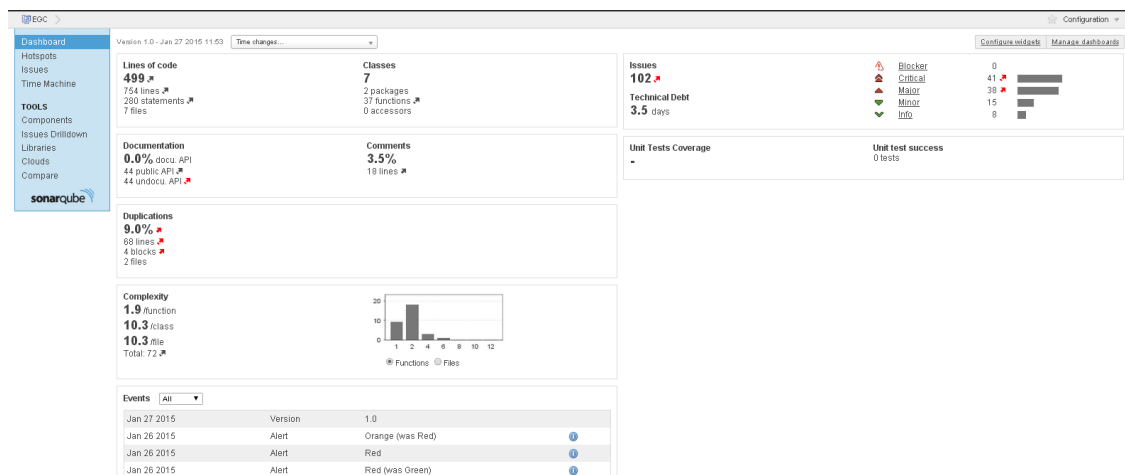 EGC
Configuration
Dashboard
Hotspots
Issues
Time Machine
TOOLS
Components
Issues Drilldown
Libraries
Clouds
Compare
sonarqube
Version 1.0 - Jan 27 2015 11:53
Time changes...
Configure widgets
Manage dashboards
Lines of code
499
754 lines
280 statements
7 files
Classes
7
2 packages
37 functions
0 accessors
Documentation
0.0% docu. API
44 public API
44 undocu. API
Comments
3.5%
18 lines
Duplications
9.0%
68 lines
4 blocks
2 files
Complexity
1.9 /function
10.3 /class
10.3 /file
Total: 72
20
10
0
1 2 4 6 8 10 12
Functions Files
Events All
Jan 27 2015 Version 1.0
Jan 26 2015 Alert Orange (was Red)
Jan 26 2015 Alert Red
Jan 26 2015 Alert Red (was Green)
Issues
102
Technical Debt
3.5 days
Blocker 0
Critical 41
Major 38
Minor 15
Info 8
Unit Tests Coverage
-
Unit test success
0 tests